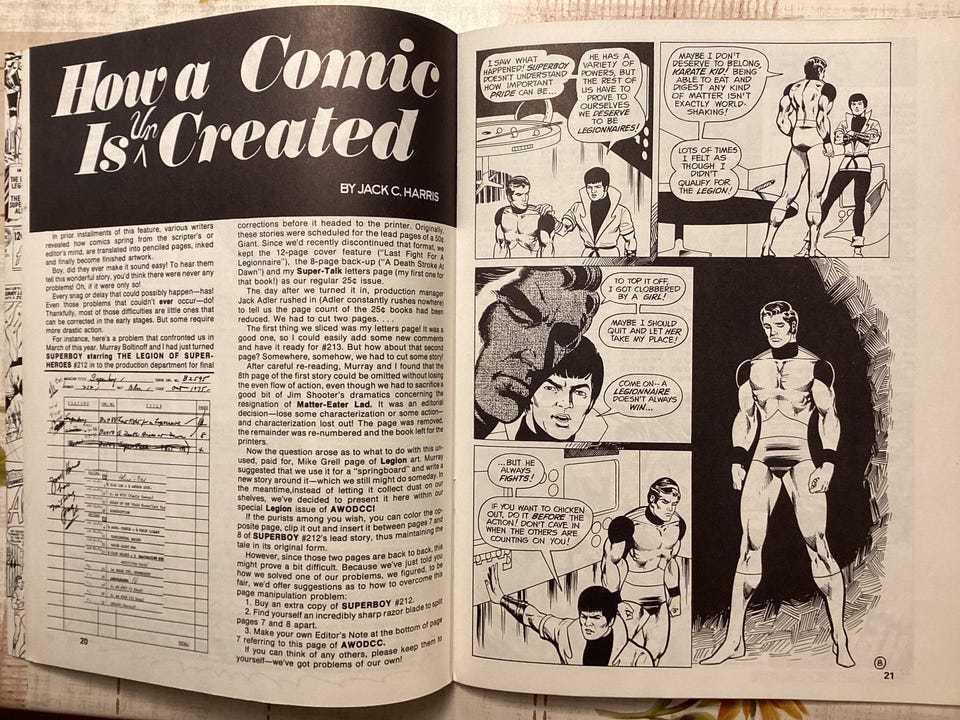 How a Comic
Un
Is ^ Created
BY JACK C. HARRIS
In prior installments of this feature, various writers
revealed how comics spring from the scripter's or
editor's mind, are translated into penciled pages, inked
and finally become finished artwork.
Boy, did they ever make it sound easy! To hear them
tell this wonderful story, you'd think there were never any
problems! Oh, if it were only so!
Every snag or delay that could possibly happen—has!
Even those problems that couldn't ever occur—do!
Thankfully, most of those difficulties are little ones that
can be corrected in the early stages. But some require
more drastic action.
For instance, here's a problem that confronted us in
March of this year. Murray Bollinoff and I had just turned
SUPERBOY starring THE LEGION OF SUPER-
HEROES #212 in to the production department for final
Superboy
B2595
TITLE
20
corrections before it headed to the printer. Originally,
these stories were scheduled for the lead pages of a 50¢
Giant. Since we'd recently discontinued that format, we
kept the 12-page cover feature ("Last Fight For A
Legionnaire"), the 8-page back-up ("A Death Stroke At
Dawn") and my Super-Talk letters page (my first one for
that book!) as our regular 25¢ issue.
The day after we turned it in, production manager
Jack Adler rushed in (Adler constantly rushes nowhere)
to tell us the page count of the 25¢ books had been
reduced. We had to cut two pages. . . .
The first thing we sliced was my letters page! It was a
good one, so I could easily add some new comments
and have it ready for #213. But how about that second
page? Somewhere, somehow, we had to cut some story!
After careful re-reading, Murray and I found that the
8th page of the first story could be omitted without losing
the even flow of action, even though we had to sacrifice a
good bit of Jim Shooter's dramatics concerning the
resignation of Matter-Eater Lad. It was an editorial
decision—lose some characterization or some action—
and characterization lost out! The page was removed,
the remainder was re-numbered and the book left for the
printers.
Now the question arose as to what to do with this un-
used, paid for, Mike Grell page of Legion art. Murray
suggested that we use it for a "springboard" and write a
new story around it—which we still might do someday. In
the meantime,instead of letting it collect dust on our
shelves, we've decided to present it here within our
special Legion issue of AWODCC!
If the purists among you wish, you can color the op-
posite page, clip it out and insert it between pages 7 and
8 of SUPERBOY #212's lead story, thus maintaining the
tale in its original form.
However, since those two pages are back to back, this
might prove a bit difficult. Because we've just told you
how we solved one of our problems, we figured, to be
fair, we'd offer suggestions as to how to overcome this
page manipulation problem:
1. Buy an extra copy of SUPERBOY #212.
2. Find yourself an incredibly sharp razor blade to split
pages 7 and 8 apart.
3. Make your own Editor's Note at the bottom of page
7 referring to this page of AWODCC.
If you can think of any others, please keep them to
yourself—we've got problems of our own!
I SAW WHAT
HAPPENED! SUPERBOY
DOESN'T UNDERSTAND
HOW IMPORTANT
PRIDE CAN BE...
HE HAS A
VARIETY OF
POWERS, BUT
THE REST OF
US HAVE TO
PROVE TO
OURSELVES
WE DESERVE
TO BE
LEGIONNAIRES!
MAYBE I DON'T
DESERVE TO BELONG,
KARATE KID! BEING
ABLE TO EAT AND
DIGEST ANY KIND
OF MATTER ISN'T
EXACTLY WORLD-
SHAKING!
LOTS OF TIMES
I FELT AS
THOUGH I
DIDN'T
QUALIFY FOR
THE LEGION!
TO TOP IT OFF,
I GOT CLOBBERED
BY A GIRL!
MAYBE I SHOULD
QUIT AND LET HER
TAKE MY PLACE!
COME ON-- A
LEGIONNAIRE
DOESN'T ALWAYS
WIN...
...BUT HE
ALWAYS
FIGHTS!
IF YOU WANT TO CHICKEN
OUT, DO IT BEFORE THE
ACTION! DON'T CAVE IN
WHEN THE OTHERS ARE
COUNTING ON YOU!
8
21